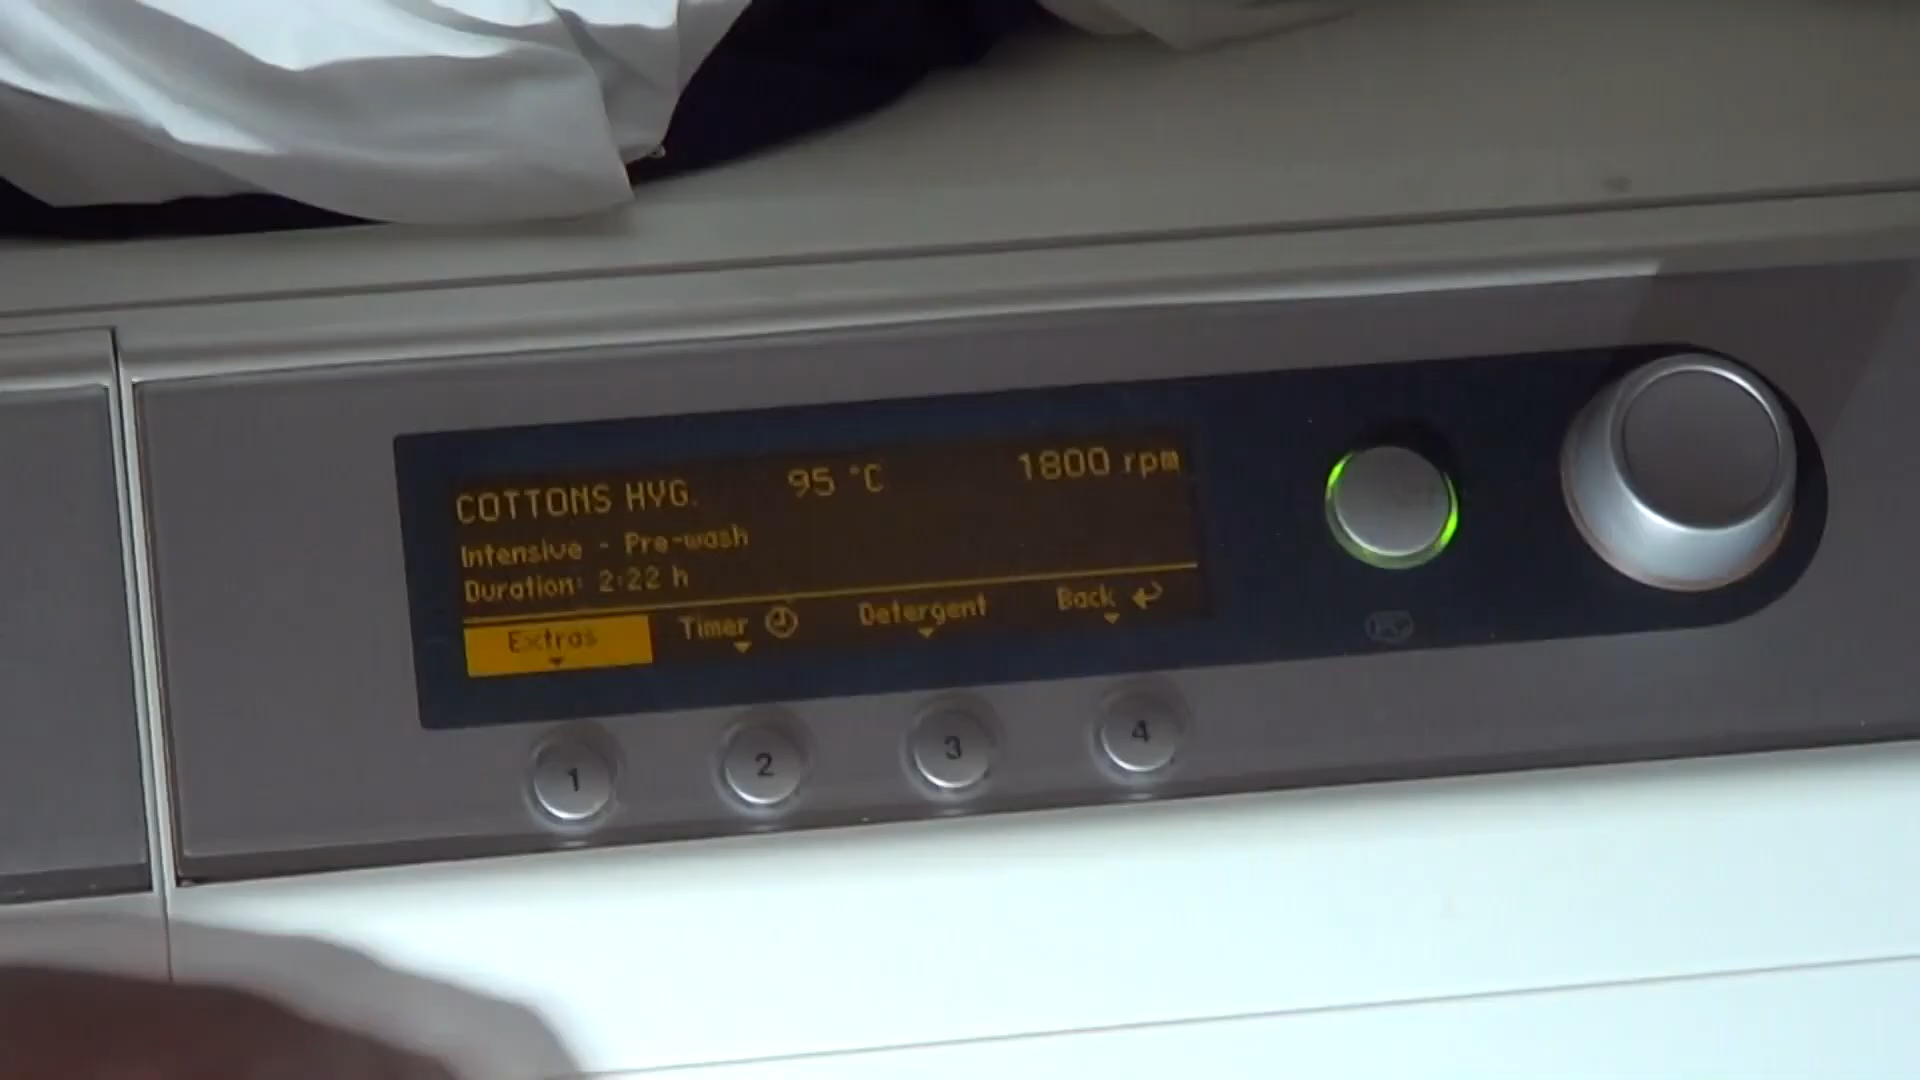 COTTONS HYG. 95 °C 1800 rpm
Intensive - Pre-wash
Duration: 2:22 h
Extras Timer Detergent Back
1 2 3 4